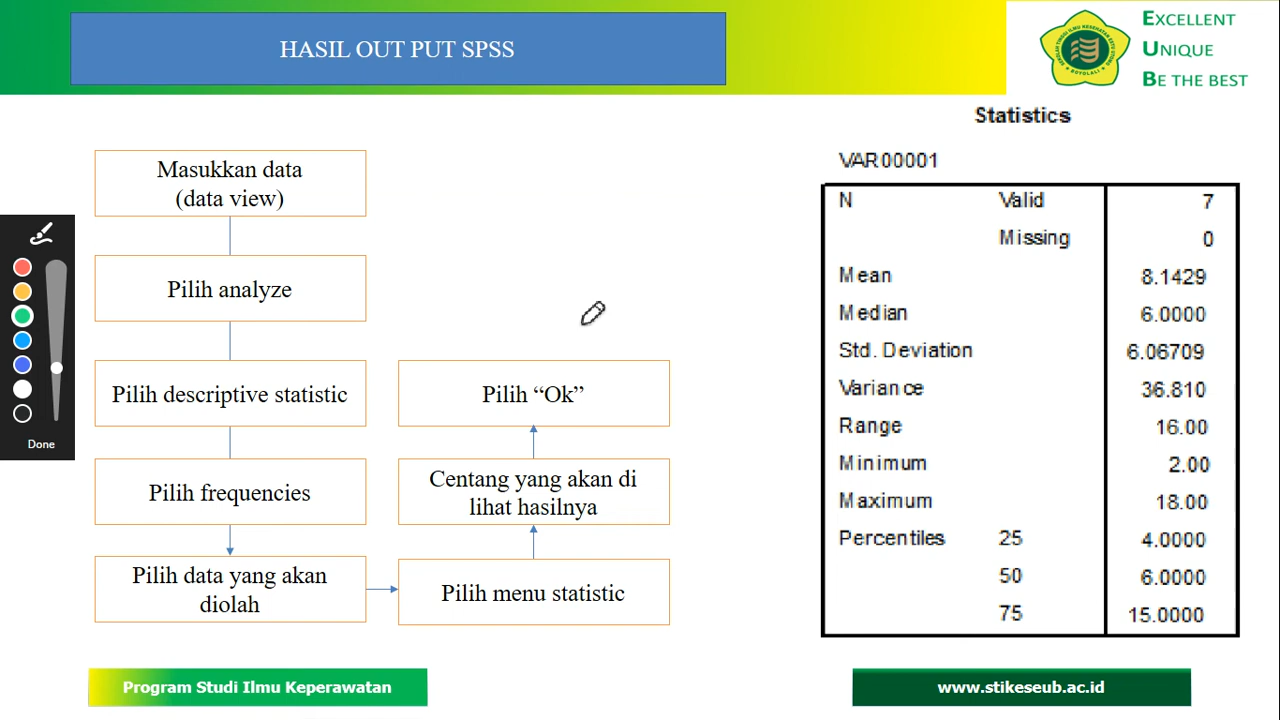 HASIL OUT PUT SPSS
EXCELLENT
UNIQUE
BE THE BEST
BOYOLALI
Masukkan data
(data view)
Pilih analyze
Pilih descriptive statistic
Pilih frequencies
Pilih data yang akan
diolah
Pilih menu statistic
Centang yang akan di
lihat hasilnya
Pilih “Ok”
Done
Statistics
VAR00001
N Valid 7
Missing 0
Mean 8.1429
Median 6.0000
Std. Deviation 6.06709
Variance 36.810
Range 16.00
Minimum 2.00
Maximum 18.00
Percentiles 25 4.0000
50 6.0000
75 15.0000
Program Studi Ilmu Keperawatan
www.stikeseub.ac.id